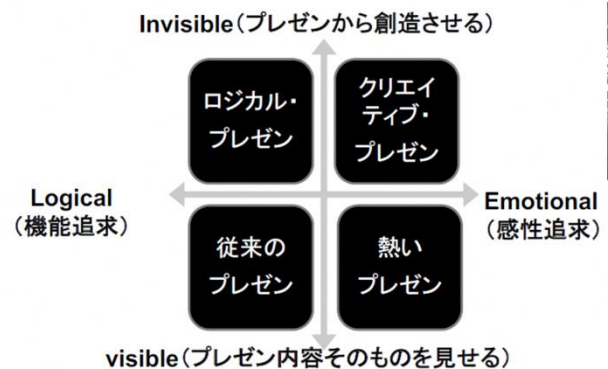 Invisible(プレゼンから創造させる)
ロジカル・
プレゼン
クリエイ
ティブ・
プレゼン
Logical
(機能追求)
Emotional
(感性追求)
従来の
プレゼン
熱い
プレゼン
visible(プレゼン内容そのものを見せる)